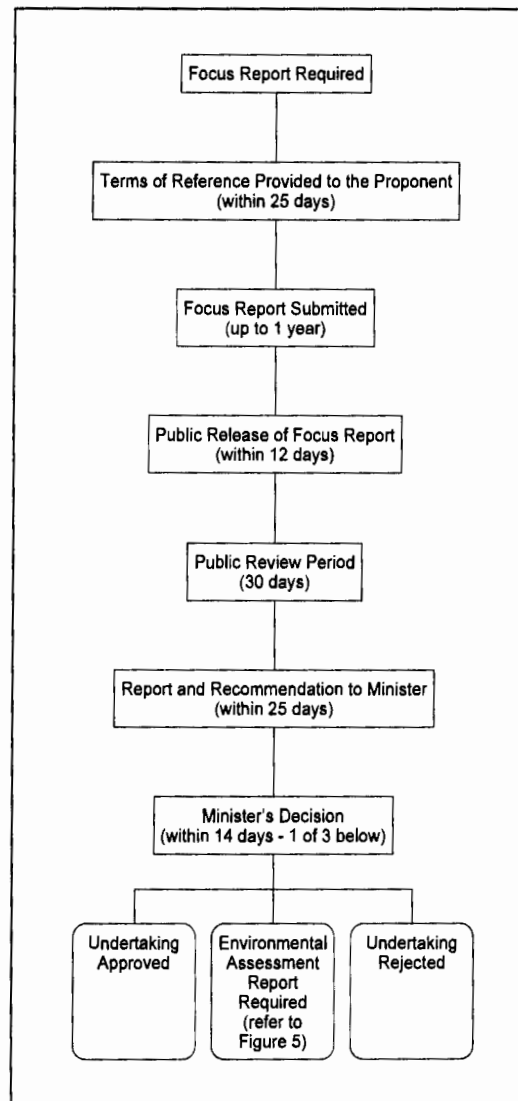 Focus Report Required
Terms of Reference Provided to the Proponent
(within 25 days)
Focus Report Submitted
(up to 1 year)
Public Release of Focus Report
(within 12 days)
Public Review Period
(30 days)
Report and Recommendation to Minister
(within 25 days)
Minister's Decision
(within 14 days - 1 of 3 below)
Undertaking
Approved
Environmental
Assessment
Report
Required
(refer to
Figure 5)
Undertaking
Rejected